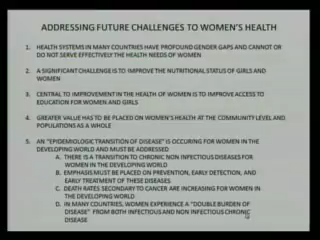 ADDRESSING FUTURE CHALLENGES TO WOMEN'S HEALTH
1. HEALTH SYSTEMS IN MANY COUNTRIES HAVE PROFOUND GENDER GAPS AND CANNOT OR
DO NOT SERVE EFFECTIVELY THE HEALTH NEEDS OF WOMEN
2. A SIGNIFICANT CHALLENGE IS TO IMPROVE THE NUTRITIONAL STATUS OF GIRLS AND
WOMEN
3. CENTRAL TO IMPROVEMENT IN THE HEALTH OF WOMEN IS TO IMPROVE ACCESS TO
EDUCATION FOR WOMEN AND GIRLS
4. GREATER VALUE HAS TO BE PLACED ON WOMEN'S HEALTH AT THE COMMUNITY LEVEL AND
POPULATIONS AS A WHOLE
5. AN "EPIDEMIOLOGIC TRANSITION OF DISEASE" IS OCCURING FOR WOMEN IN THE
DEVELOPING WORLD AND MUST BE ADDRESSED
A. THERE IS A TRANSITION TO CHRONIC NON INFECTIOUS DISEASES FOR
WOMEN IN THE DEVELOPING WORLD
B. EMPHASIS MUST BE PLACED ON PREVENTION, EARLY DETECTION, AND
EARLY TREATMENT OF THESE DISEASES.
C. DEATH RATES SECONDARY TO CANCER ARE INCREASING FOR WOMEN IN
THE DEVELOPING WORLD
D. IN MANY COUNTRIES, WOMEN EXPERIENCE A "DOUBLE BURDEN OF
DISEASE" FROM BOTH INFECTIOUS AND NON INFECTIOUS CHRONIC
DISEASE